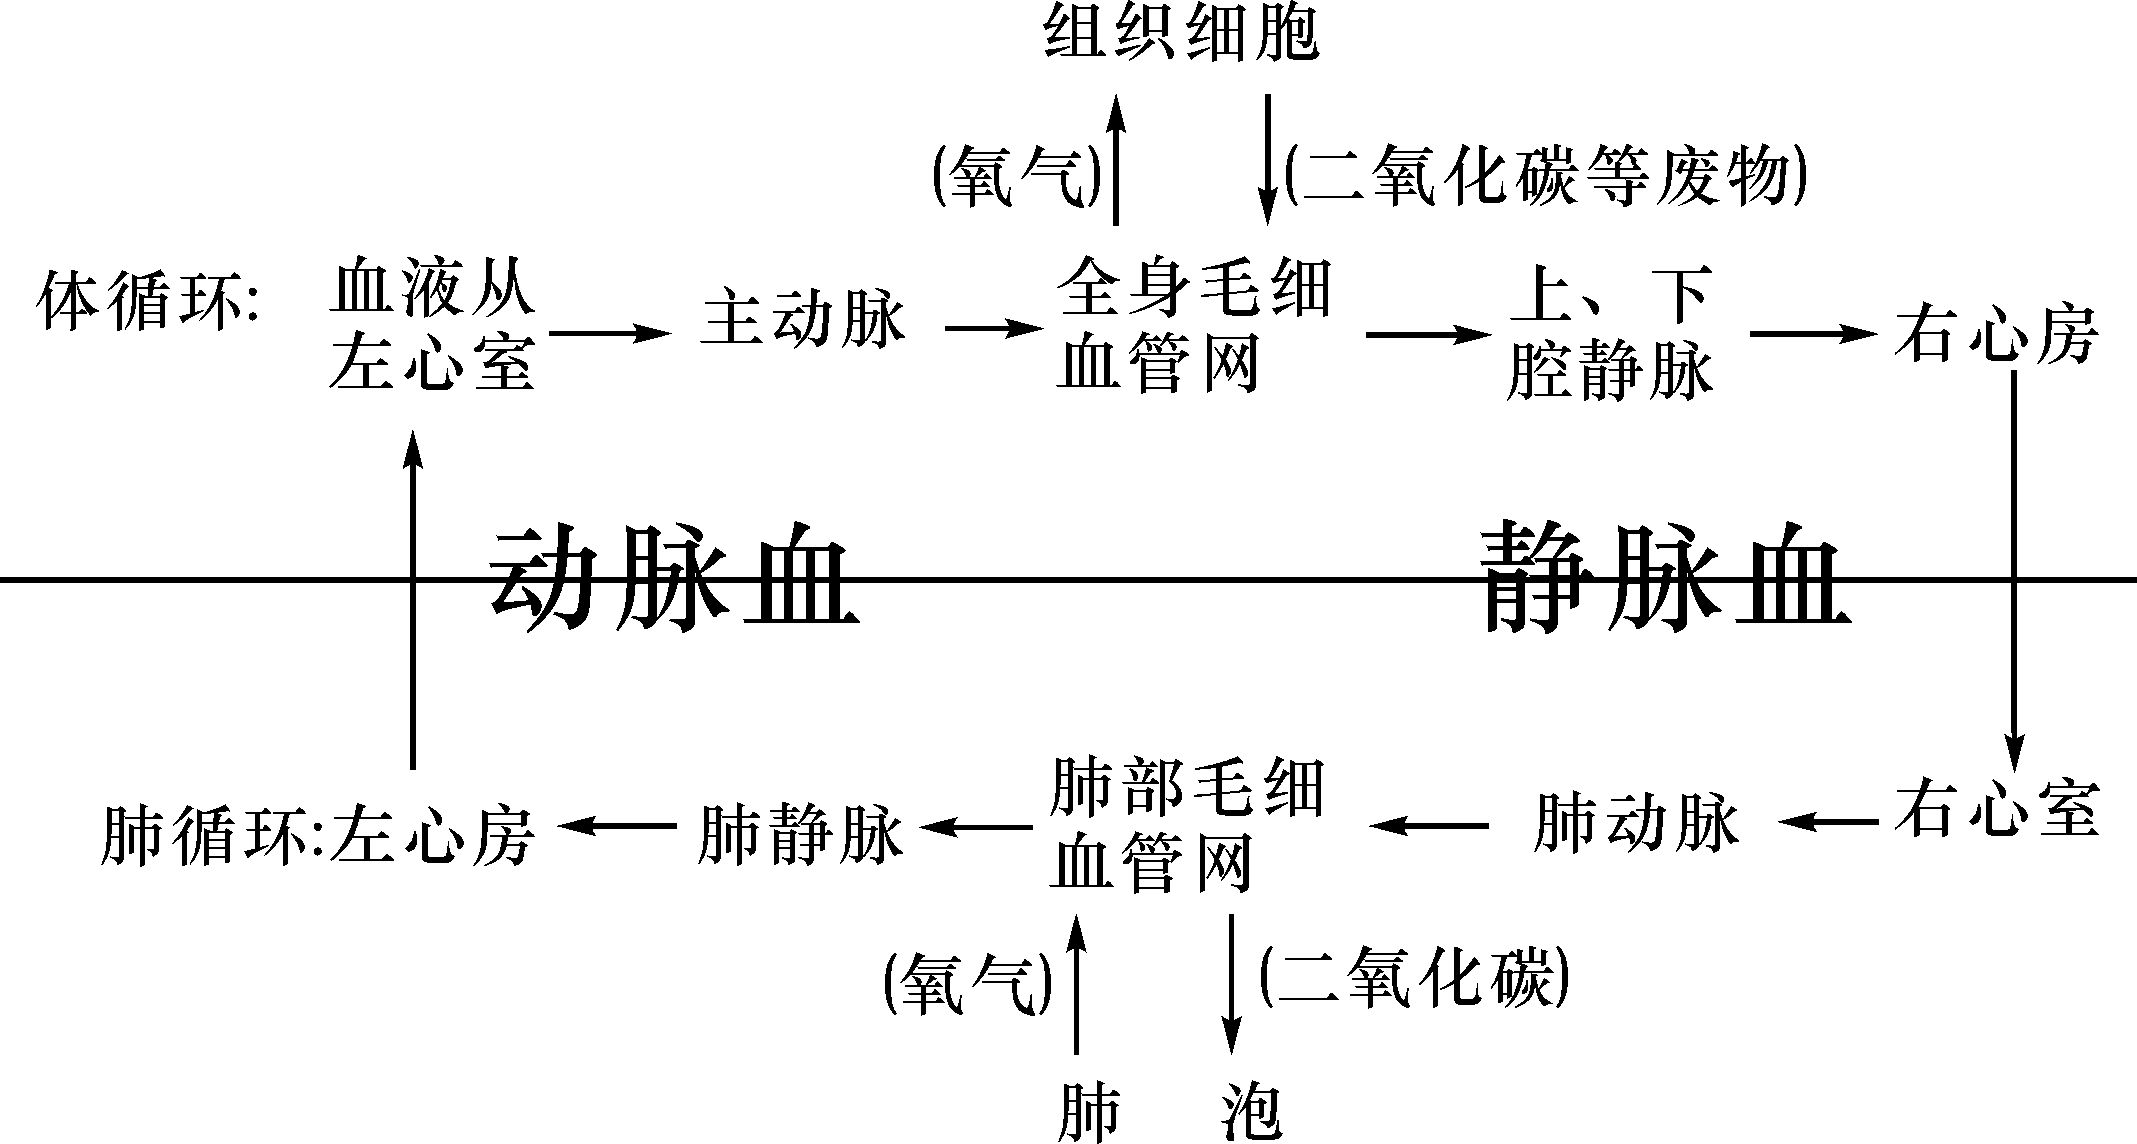 组织细胞
(氧气)
(二氧化碳等废物)
体循环:
血液从
左心室
主动脉
全身毛细
血管网
上、下
腔静脉
右心房
动脉血
静脉血
肺循环:左心房
肺静脉
肺部毛细
血管网
肺动脉
右心室
(氧气)
(二氧化碳)
肺 泡